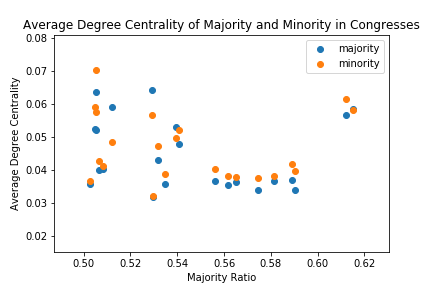 Average Degree Centrality of Majority and Minority in Congresses
majority
minority
Average Degree Centrality
0.08
0.07
0.06
0.05
0.04
0.03
0.02
0.50 0.52 0.54 0.56 0.58 0.60 0.62
Majority Ratio